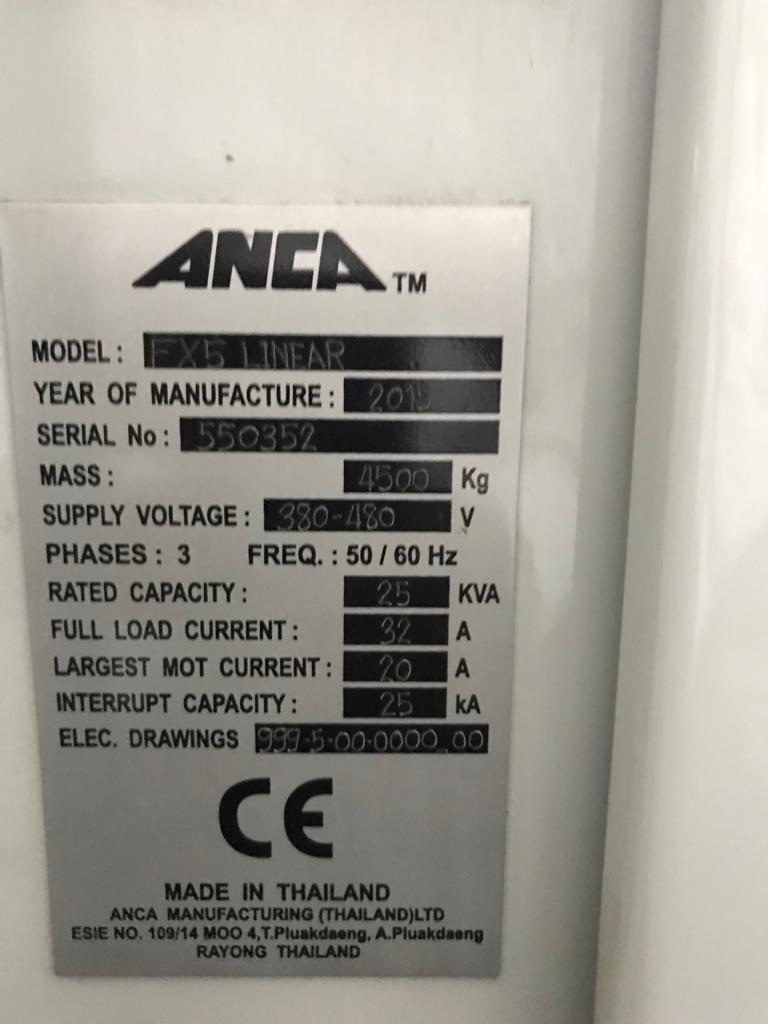 ANCA TM
MODEL: FX5 LINEAR
YEAR OF MANUFACTURE: 2015
SERIAL No: 550352
MASS: 4500 Kg
SUPPLY VOLTAGE: 380-480 V
PHASES: 3 FREQ.: 50 / 60 Hz
RATED CAPACITY: 25 KVA
FULL LOAD CURRENT: 32 A
LARGEST MOT CURRENT: 20 A
INTERRUPT CAPACITY: 25 kA
ELEC. DRAWINGS 999-5-00-0000_00
CE
MADE IN THAILAND
ANCA MANUFACTURING (THAILAND)LTD
ESIE NO. 109/14 MOO 4,T.Pluakdaeng, A.Pluakdaeng
RAYONG THAILAND